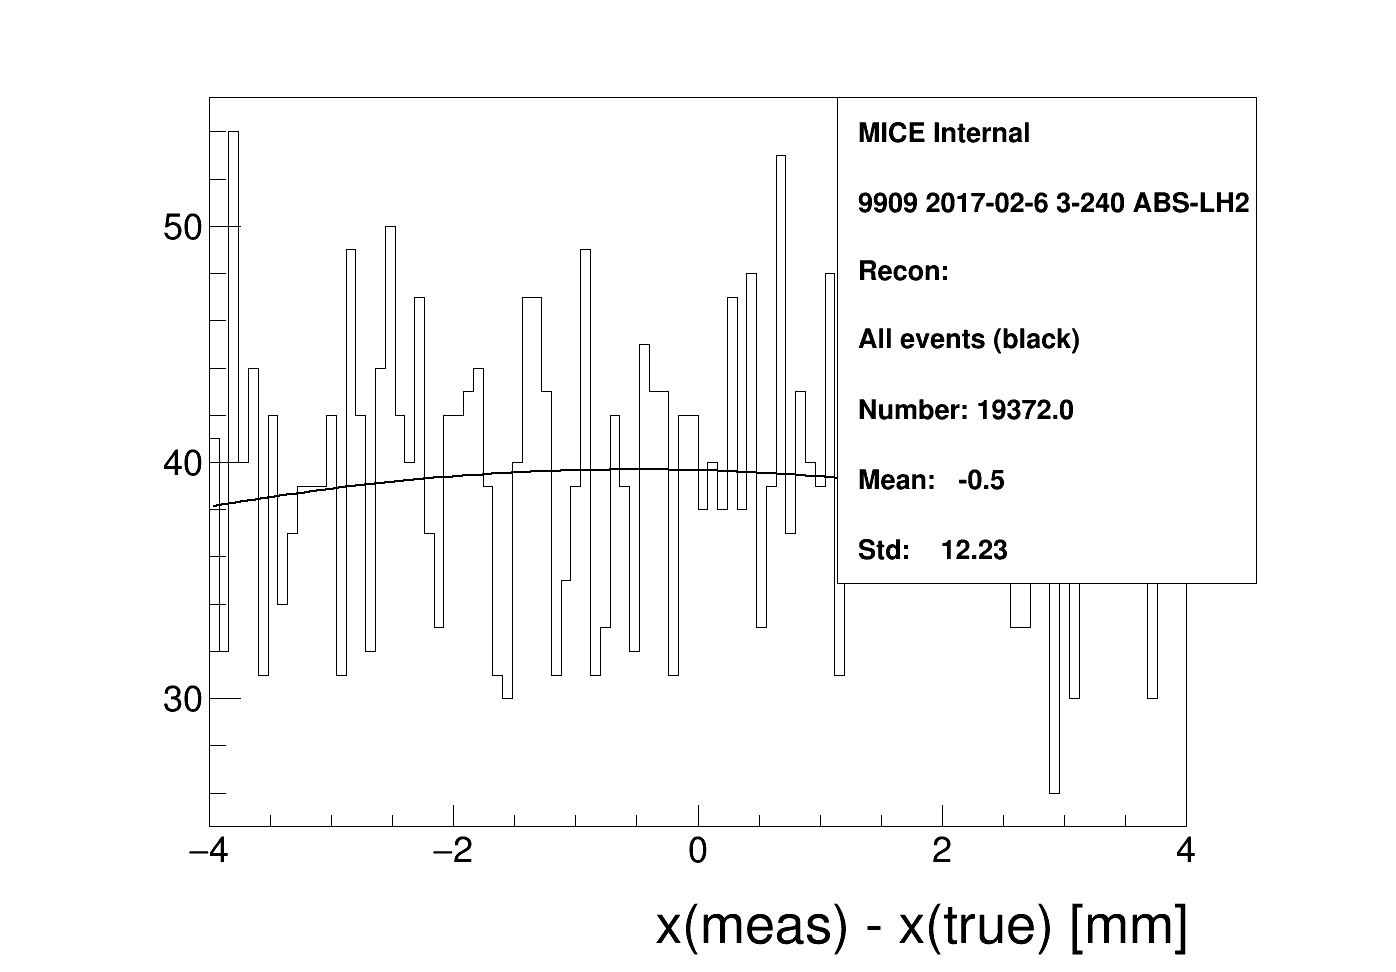 MICE Internal
9909 2017-02-6 3-240 ABS-LH2
Recon:
All events (black)
Number: 19372.0
Mean: -0.5
Std: 12.23
50
40
30
−4 −2 0 2 4
x(meas) - x(true) [mm]